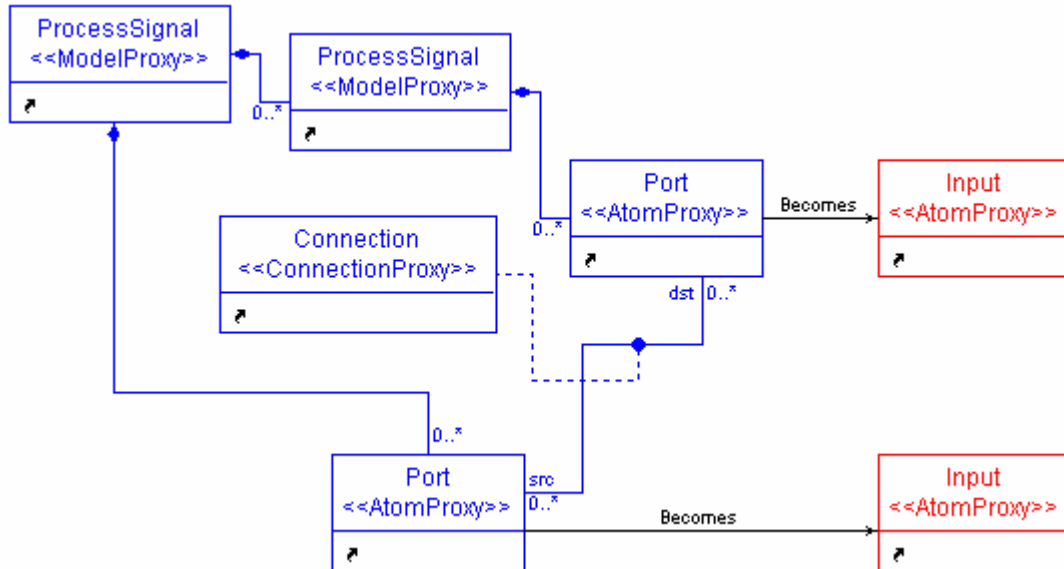 ProcessSignal
<<ModelProxy>>
0..*
ProcessSignal
<<ModelProxy>>
0..*
Port
<<AtomProxy>>
Becomes
Input
<<AtomProxy>>
Connection
<<ConnectionProxy>>
dst 0..*
0..*
Port
<<AtomProxy>>
src
0..*
Becomes
Input
<<AtomProxy>>